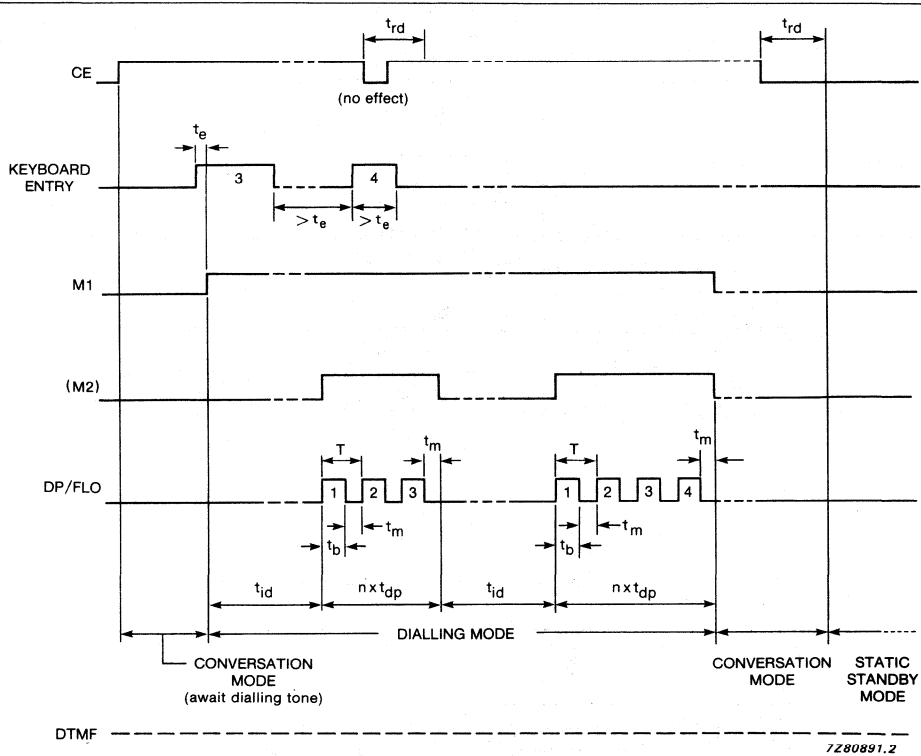 t_rd t_rd
CE
(no effect)
t_e
KEYBOARD
ENTRY
3 4
> t_e > t_e
M1
(M2)
T t_m T t_m
DP/FLO 1 2 3 1 2 3 4
t_m t_m
t_b t_b
t_id n x t_dp t_id n x t_dp
DIALLING MODE
CONVERSATION
MODE
(await dialling tone)
CONVERSATION
MODE
STATIC
STANDBY
MODE
DTMF
7Z80891.2